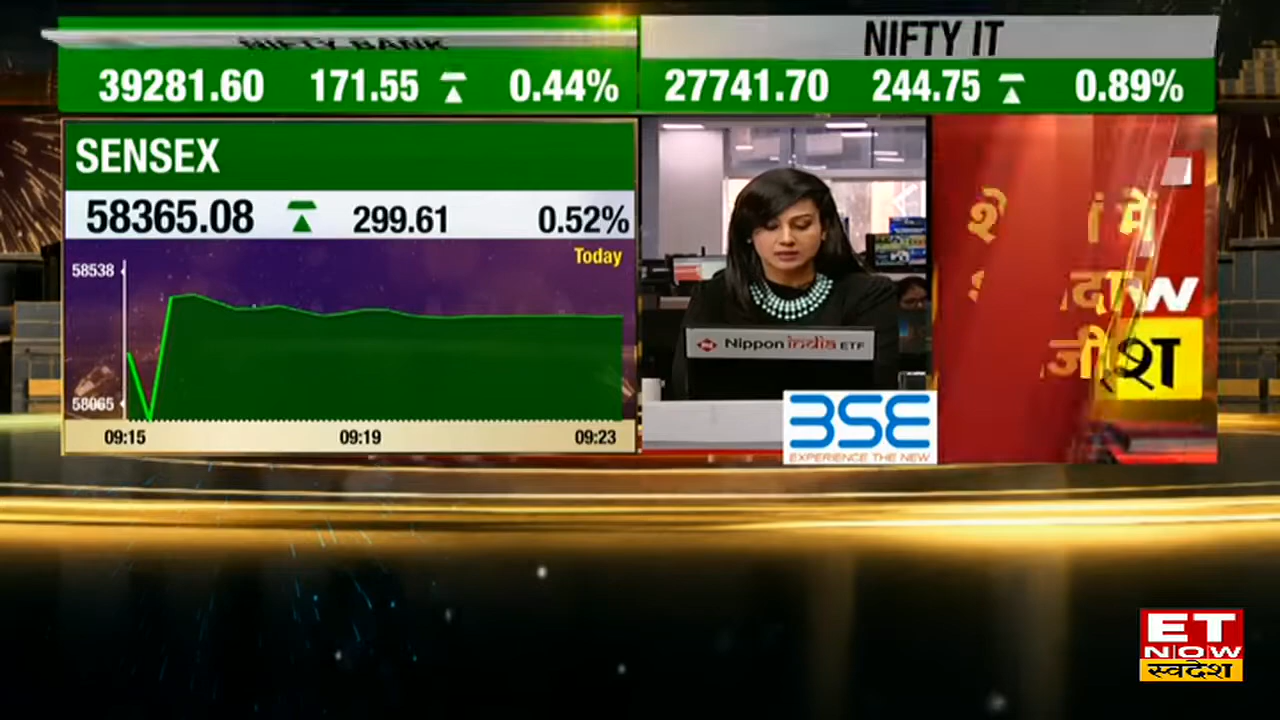 NIFTY BANK
39281.60 171.55 0.44%
NIFTY IT
27741.70 244.75 0.89%
SENSEX
58365.08 299.61 0.52%
Today
58538
58065
09:15 09:19 09:23
Nippon india ETF
BSE
EXPERIENCE THE NEW
में
ET
NOW
स्वदेश